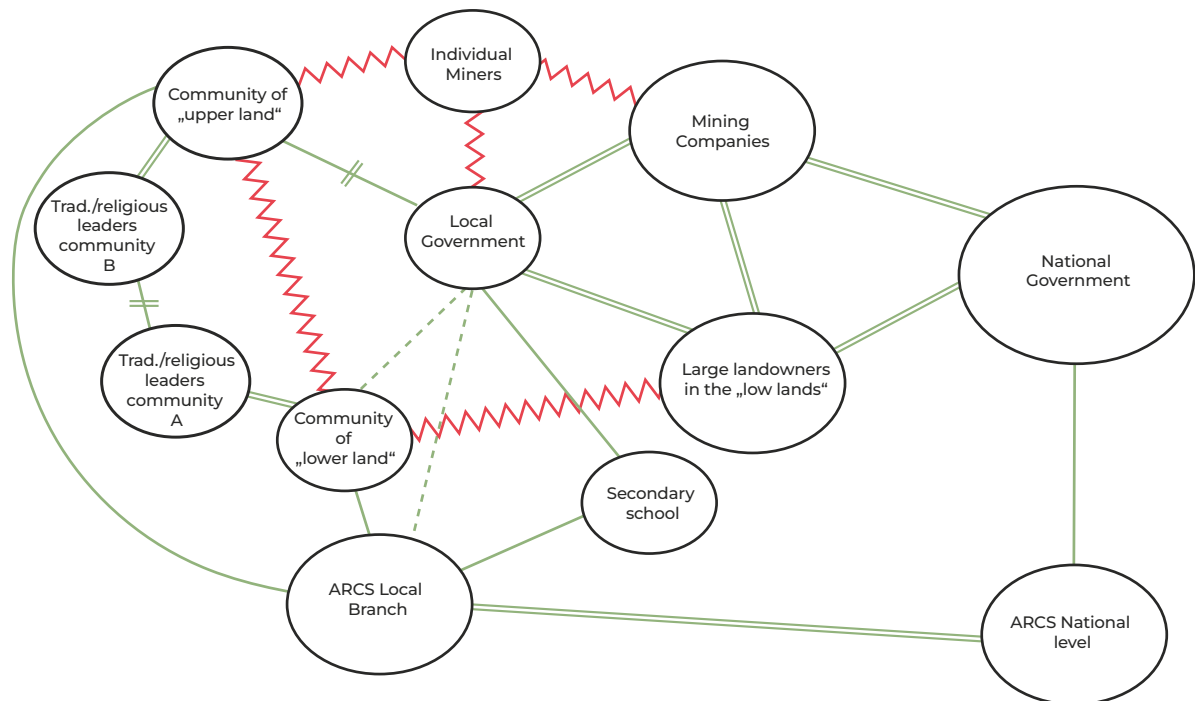 Individual
Miners
Community of
„upper land“
Mining
Companies
Trad./religious
leaders
community
B
Local
Government
National
Government
Trad./religious
leaders
community
A
Large landowners
in the „low lands“
Community
of
„lower land“
Secondary
school
ARCS Local
Branch
ARCS National
level